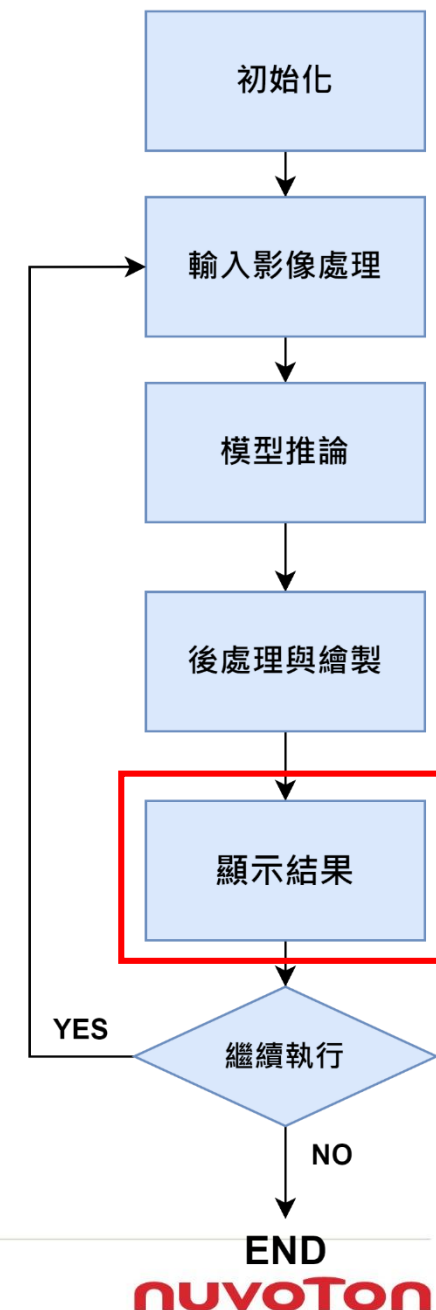 初始化
輸入影像處理
模型推論
後處理與繪製
顯示結果
繼續執行
YES
NO
END
nuvoTon